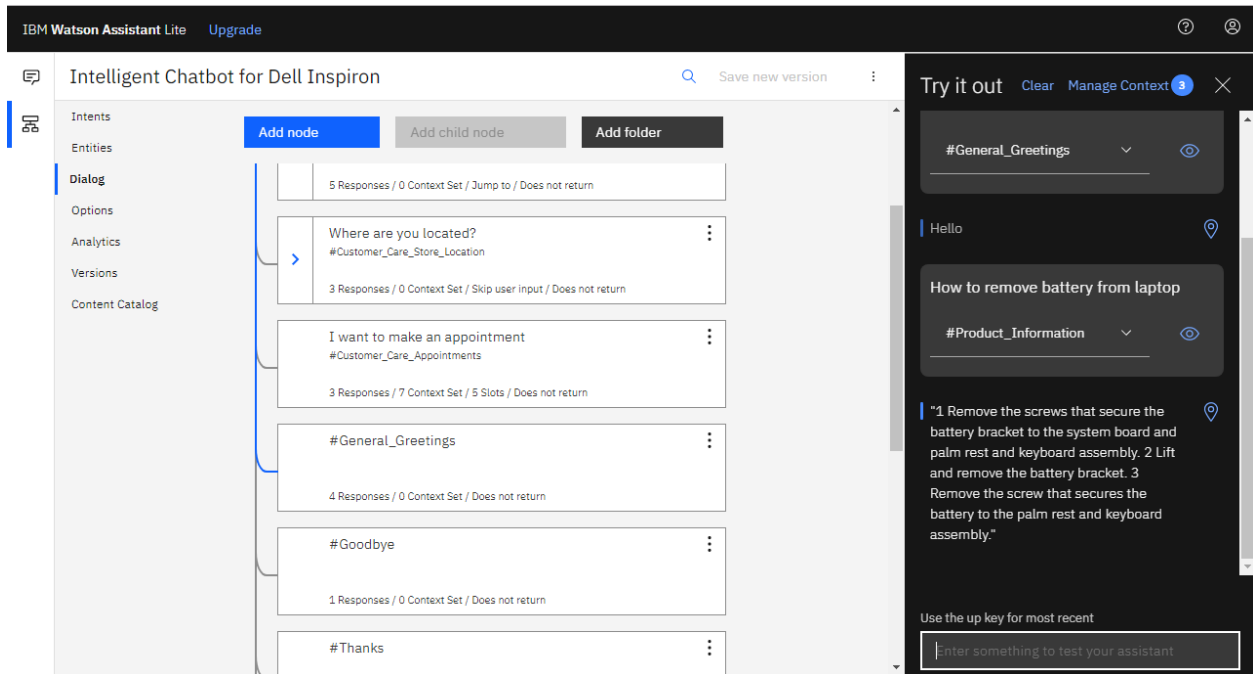 IBM Watson Assistant Lite Upgrade
Intelligent Chatbot for Dell Inspiron
Save new version
Intents
Entities
Dialog
Options
Analytics
Versions
Content Catalog
Add node
Add child node
Add folder
5 Responses / 0 Context Set / Jump to / Does not return
Where are you located?
#Customer_Care_Store_Location
3 Responses / 0 Context Set / Skip user input / Does not return
I want to make an appointment
#Customer_Care_Appointments
3 Responses / 7 Context Set / 5 Slots / Does not return
#General_Greetings
4 Responses / 0 Context Set / Does not return
#Goodbye
1 Responses / 0 Context Set / Does not return
#Thanks
Try it out Clear Manage Context 3
#General_Greetings
Hello
How to remove battery from laptop
#Product_Information
"1 Remove the screws that secure the
battery bracket to the system board and
palm rest and keyboard assembly. 2 Lift
and remove the battery bracket. 3
Remove the screw that secures the
battery to the palm rest and keyboard
assembly."
Use the up key for most recent
Enter something to test your assistant